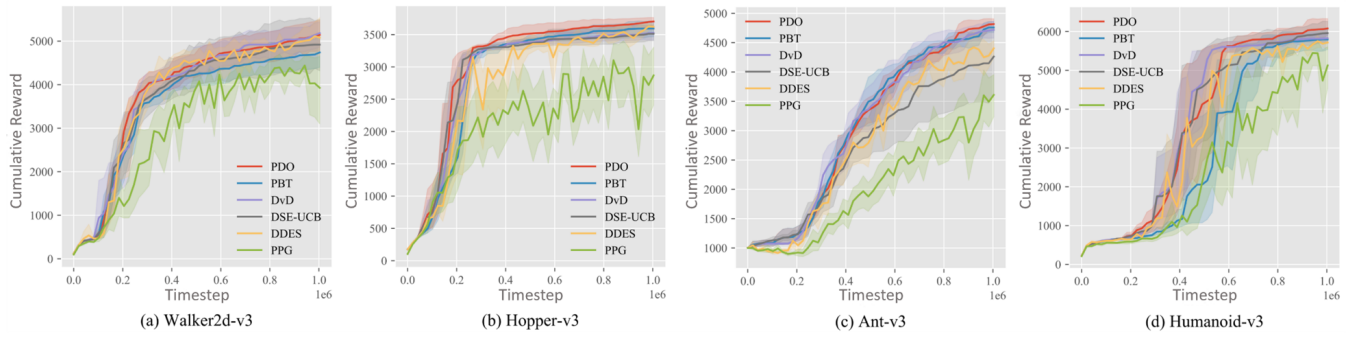 Cumulative Reward
5000
4000
3000
2000
1000
0
PDO
PBT
DvD
DSE-UCB
DDES
PPG
0.0 0.2 0.4 0.6 0.8 1.0
Timestep
1e6
(a) Walker2d-v3
Cumulative Reward
3500
3000
2500
2000
1500
1000
500
0
PDO
PBT
DvD
DSE-UCB
DDES
PPG
0.0 0.2 0.4 0.6 0.8 1.0
Timestep
1e6
(b) Hopper-v3
Cumulative Reward
5000
4500
4000
3500
3000
2500
2000
1500
1000
PDO
PBT
DvD
DSE-UCB
DDES
PPG
0.0 0.2 0.4 0.6 0.8 1.0
Timestep
1e6
(c) Ant-v3
Cumulative Reward
6000
5000
4000
3000
2000
1000
0
PDO
PBT
DvD
DSE-UCB
DDES
PPG
0.0 0.2 0.4 0.6 0.8 1.0
Timestep
1e6
(d) Humanoid-v3